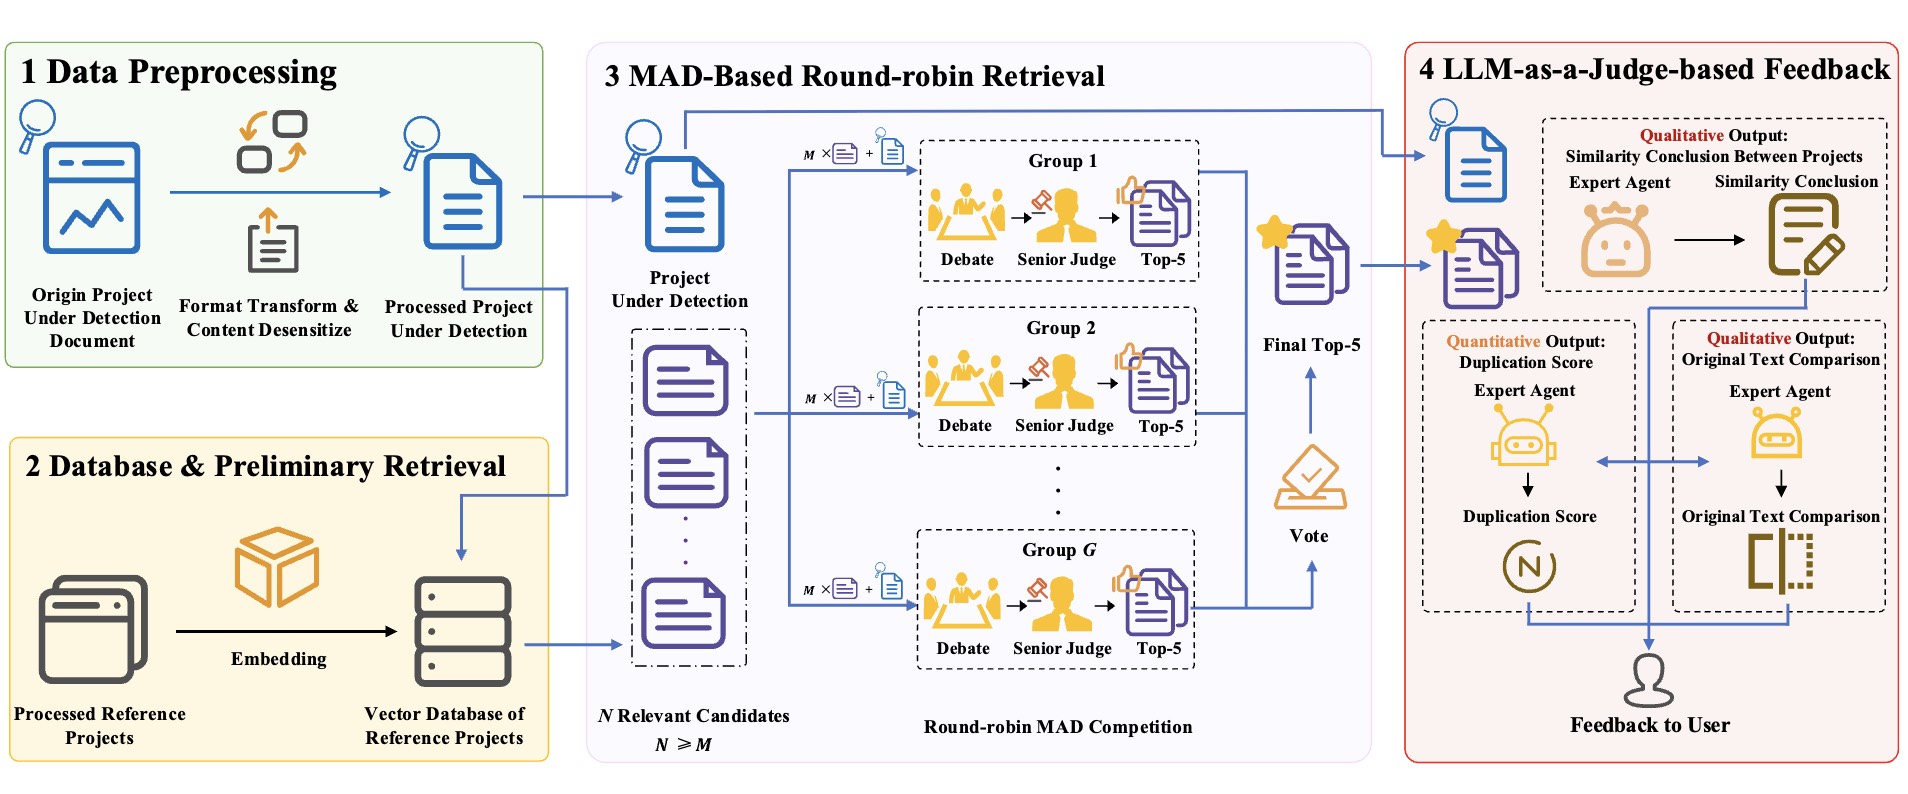 1 Data Preprocessing
Origin Project
Under Detection
Document
Format Transform &
Content Desensitize
Processed Project
Under Detection
2 Database & Preliminary Retrieval
Processed Reference
Projects
Embedding
Vector Database of
Reference Projects
3 MAD-Based Round-robin Retrieval
Project
Under Detection
N Relevant Candidates
N ⩾ M
M × +
Group 1
Debate
Senior Judge
Top-5
M × +
Group 2
Debate
Senior Judge
Top-5
M × +
Group G
Debate
Senior Judge
Top-5
Round-robin MAD Competition
Final Top-5
Vote
4 LLM-as-a-Judge-based Feedback
Qualitative Output:
Similarity Conclusion Between Projects
Expert Agent
Similarity Conclusion
Quantitative Output:
Duplication Score
Expert Agent
Duplication Score
N
Qualitative Output:
Original Text Comparison
Expert Agent
Original Text Comparison
Feedback to User